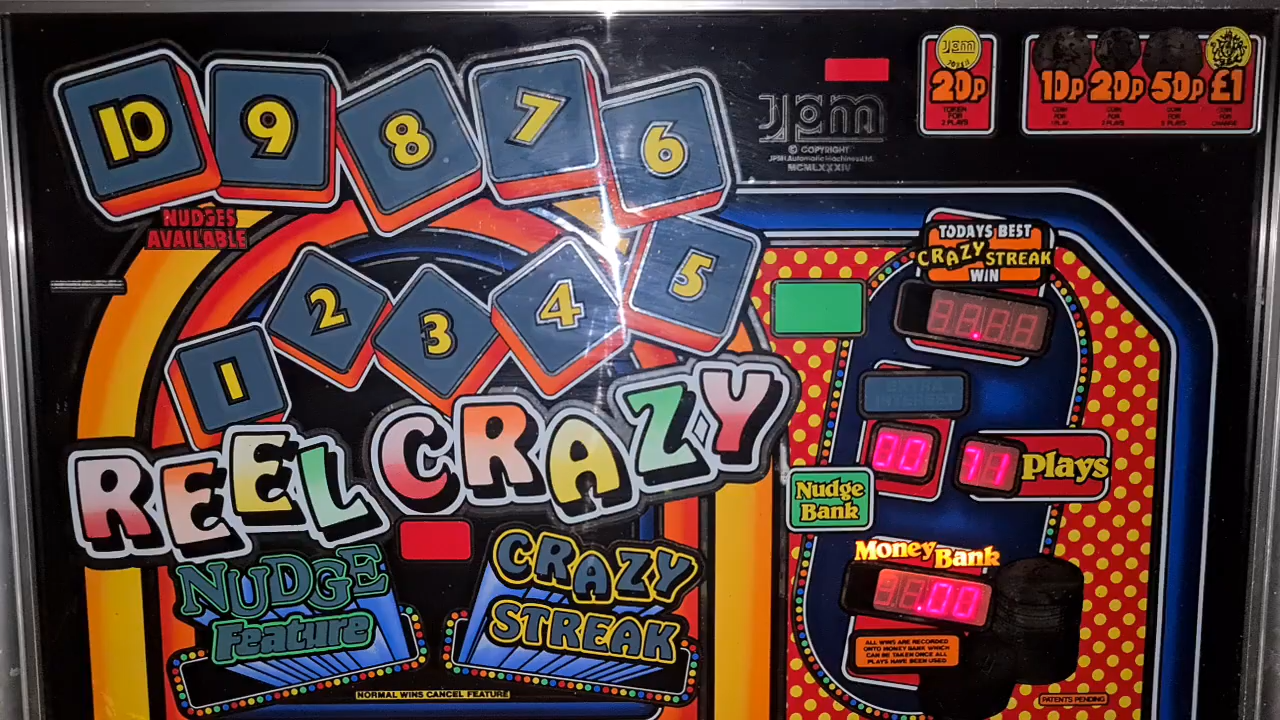 10 9 8 7 6
NUDGES
AVAILABLE
1 2 3 4 5
REEL CRAZY
NUDGE
Feature
CRAZY
STREAK
NORMAL WINS CANCEL FEATURE
jpm
© COPYRIGHT
JPM Automatic Machines Ltd.
MCMLXXXIV
JPM
20p
TOKEN
FOR
2 PLAYS
10p 20p 50p £1
TODAYS BEST
CRAZY STREAK
WIN
EXTRA
INTEREST
00
71 Plays
Nudge
Bank
Money Bank
.00
ALL WINS ARE RECORDED
ONTO MONEY BANK WHICH
CAN BE TAKEN ONCE ALL
PLAYS HAVE BEEN USED
PATENTS PENDING